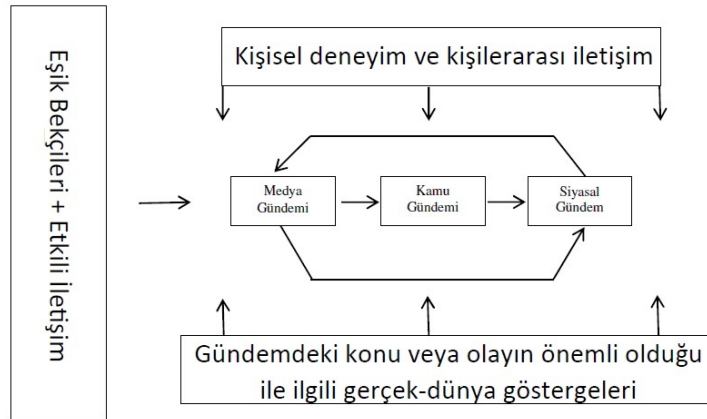 Eşik Bekçileri + Etkili İletişim
Kişisel deneyim ve kişilerarası iletişim
Medya
Gündemi
Kamu
Gündemi
Siyasal
Gündem
Gündemdeki konu veya olayın önemli olduğu
ile ilgili gerçek-dünya göstergeleri